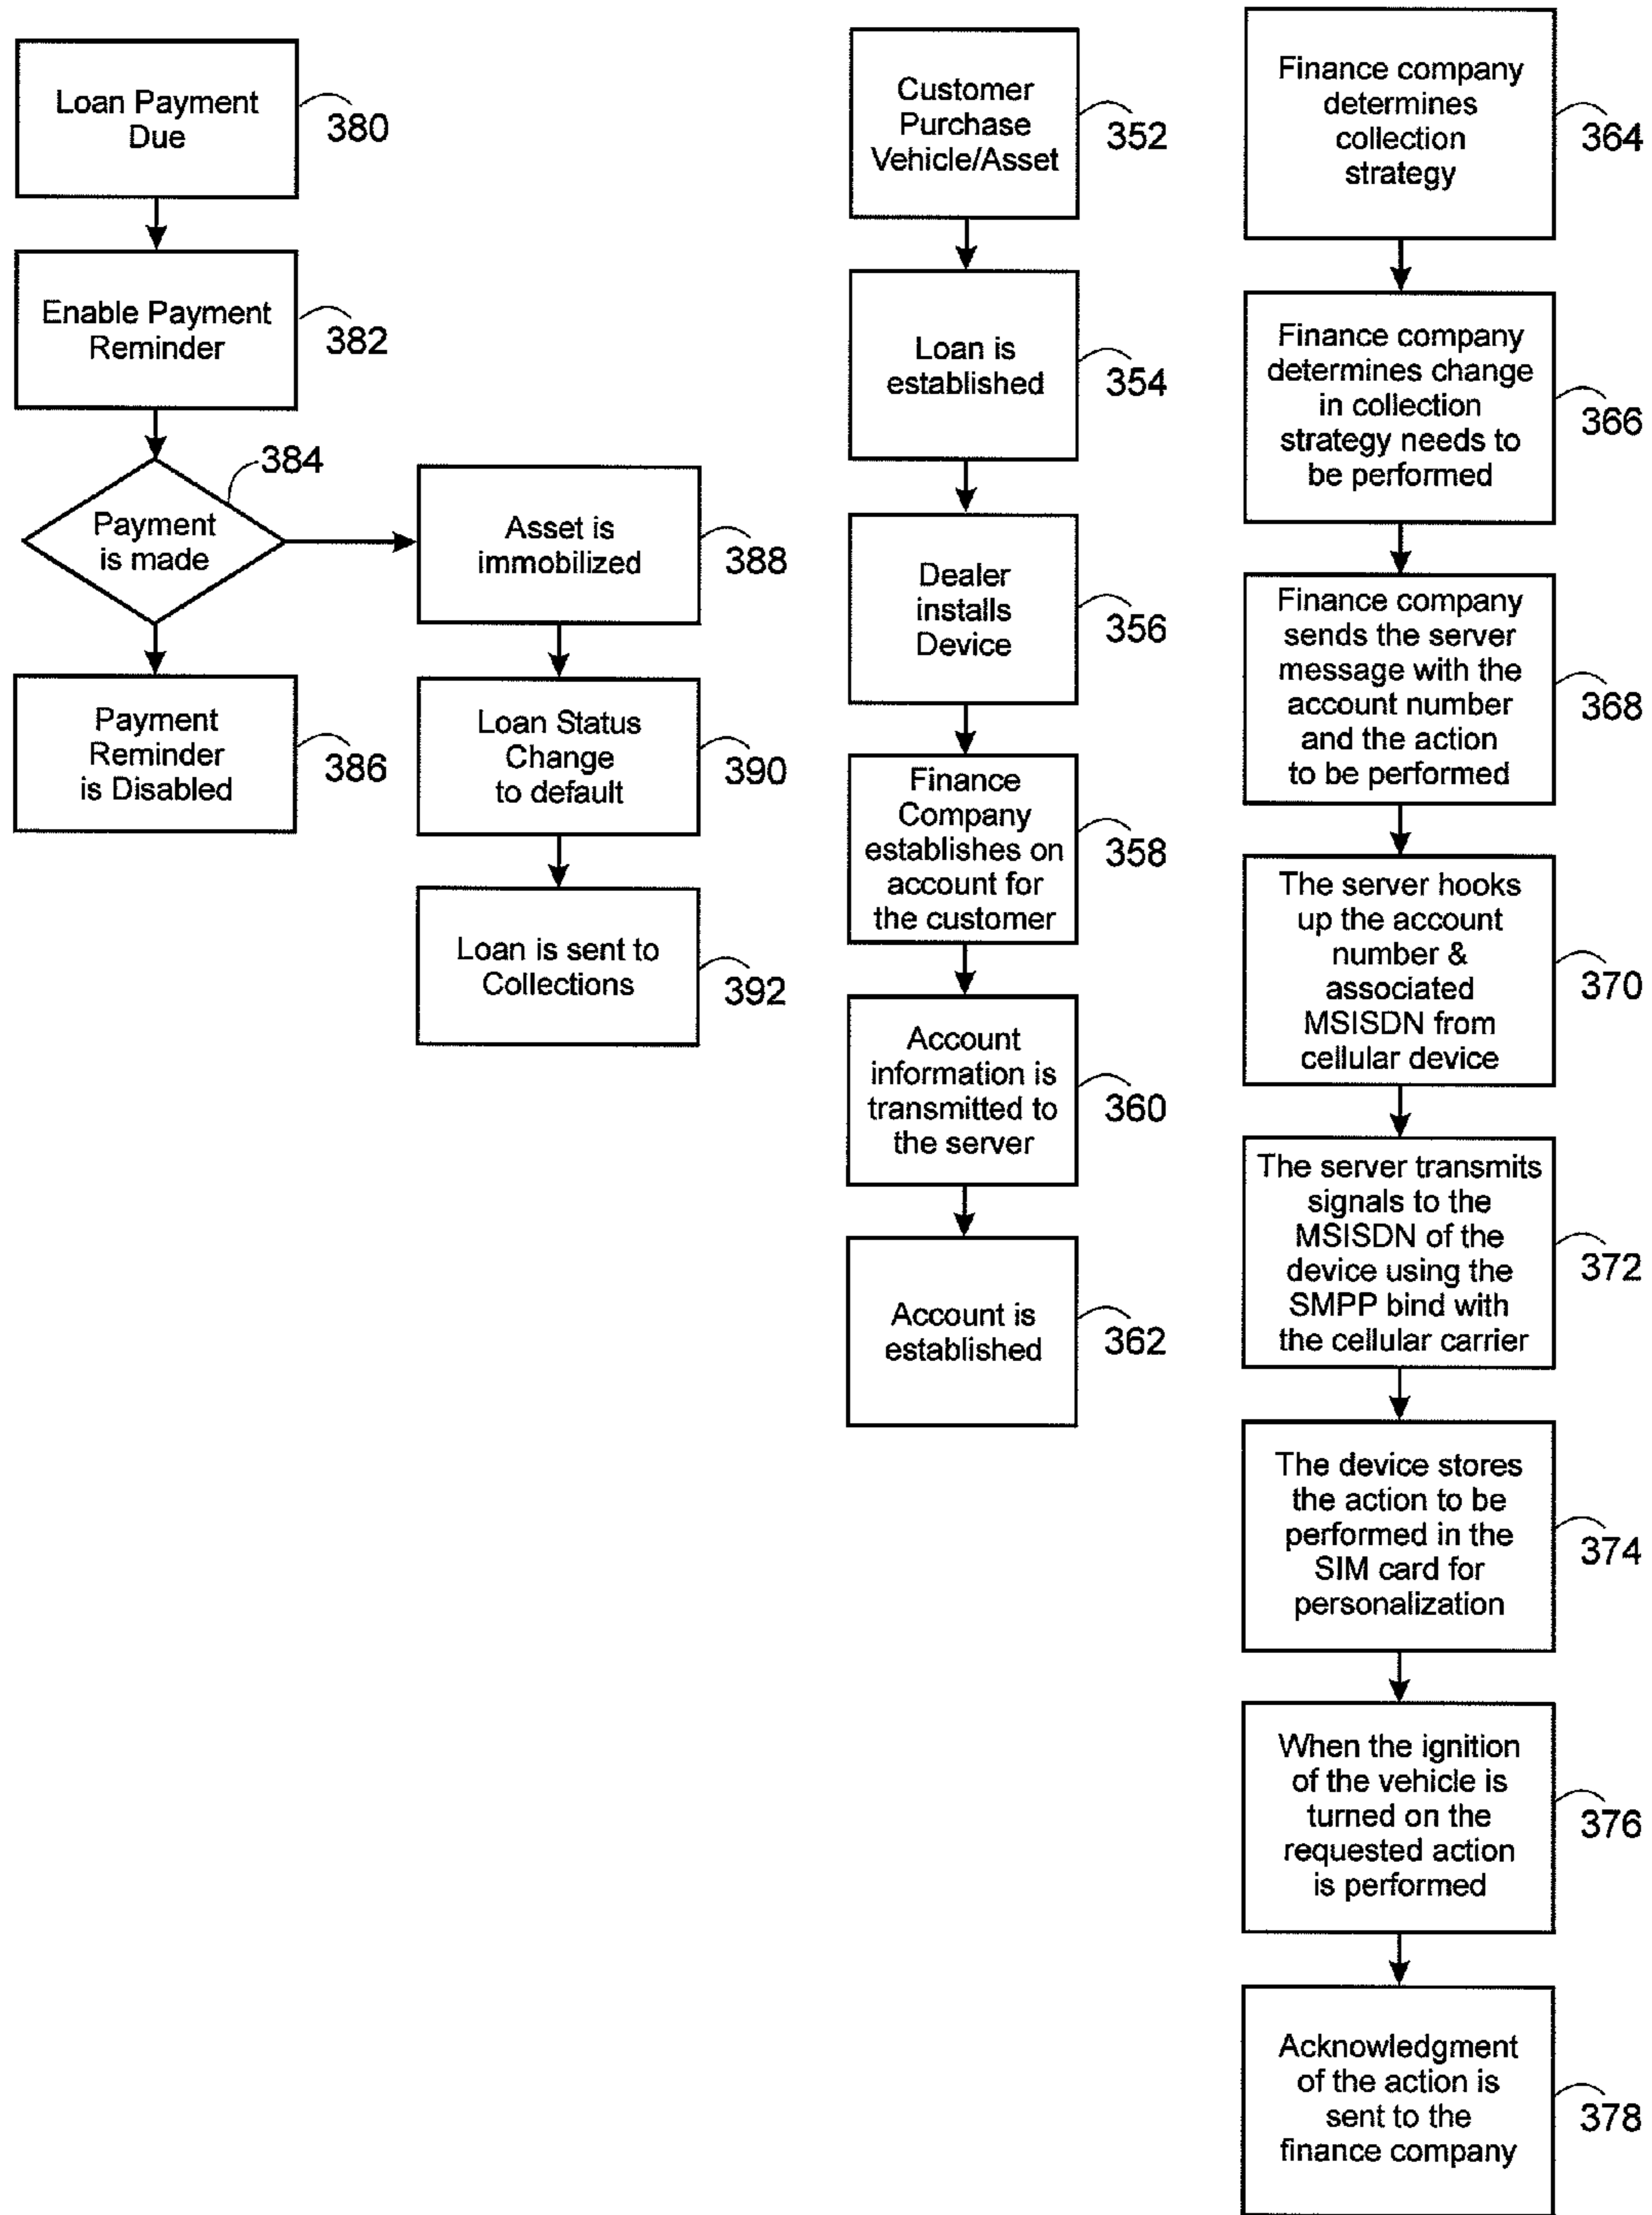 Loan Payment
Due
380
Enable Payment
Reminder
382
384
Payment
is made
Payment
Reminder
is Disabled
386
Asset is
immobilized
388
Loan Status
Change
to default
390
Loan is sent to
Collections
392
Customer
Purchase
Vehicle/Asset
352
Loan is
established
354
Dealer
installs
Device
356
Finance
Company
establishes on
account for
the customer
358
Account
information is
transmitted to
the server
360
Account is
established
362
Finance company
determines
collection
strategy
364
Finance company
determines change
in collection
strategy needs to
be performed
366
Finance company
sends the server
message with the
account number
and the action
to be performed
368
The server hooks
up the account
number &
associated
MSISDN from
cellular device
370
The server transmits
signals to the
MSISDN of the
device using the
SMPP bind with
the cellular carrier
372
The device stores
the action to be
performed in the
SIM card for
personalization
374
When the ignition
of the vehicle is
turned on the
requested action
is performed
376
Acknowledgment
of the action is
sent to the
finance company
378